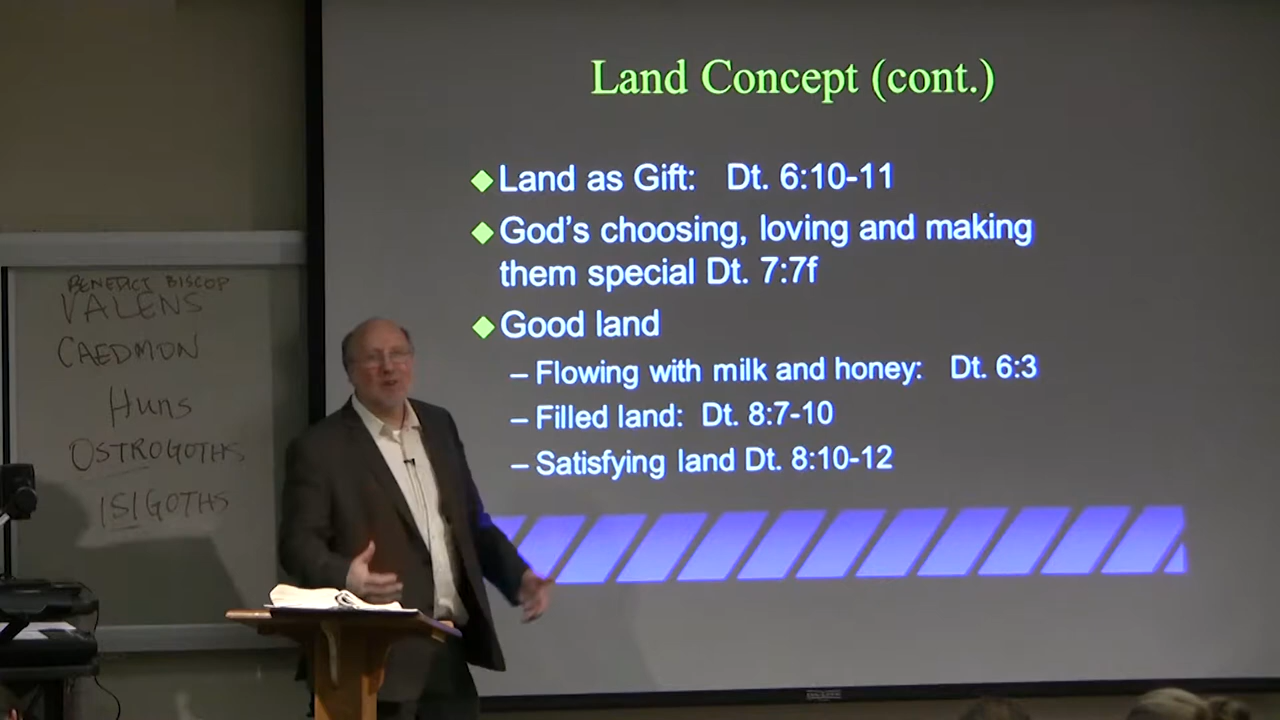 Land Concept (cont.)
Land as Gift: Dt. 6:10-11
God's choosing, loving and making
them special Dt. 7:7f
Good land
– Flowing with milk and honey: Dt. 6:3
– Filled land: Dt. 8:7-10
– Satisfying land Dt. 8:10-12
BENEDICT BISCOP
VALENS
CAEDMON
Huns
OSTROGOTHS
ISIGOTHS